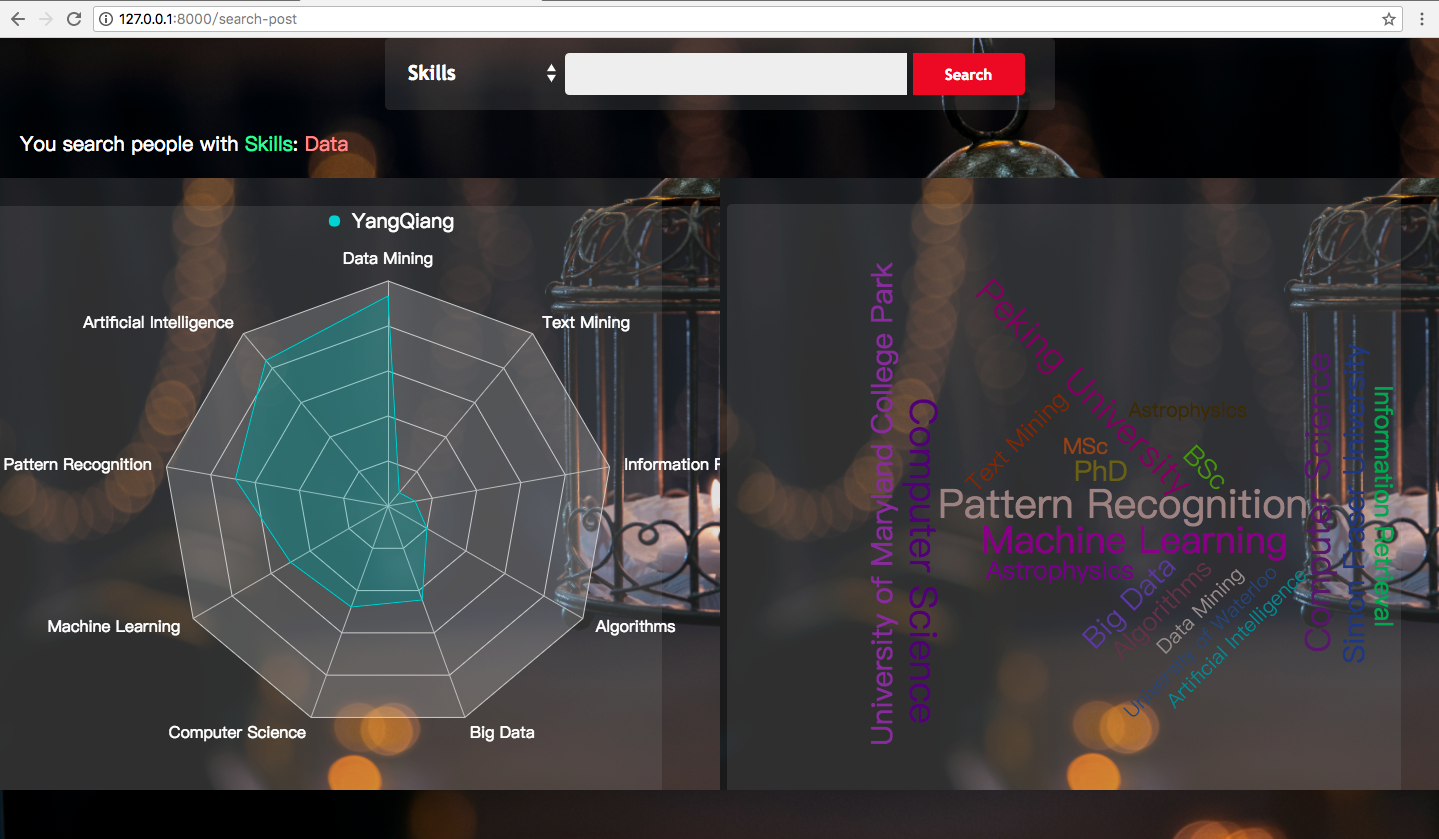 127.0.0.1:8000/search-post
Skills
Search
You search people with Skills: Data
YangQiang
Data Mining
Artificial Intelligence
Text Mining
Pattern Recognition
Information R
Machine Learning
Algorithms
Computer Science
Big Data
University of Maryland College Park
Peking University
Computer Science
Text Mining
Astrophysics
MSc
PhD
BSc
Pattern Recognition
Machine Learning
Astrophysics
Big Data
Algorithms
Data Mining
University of Waterloo
Artificial Intelligence
Computer Science
Simon Fraser University
Information Retrieval